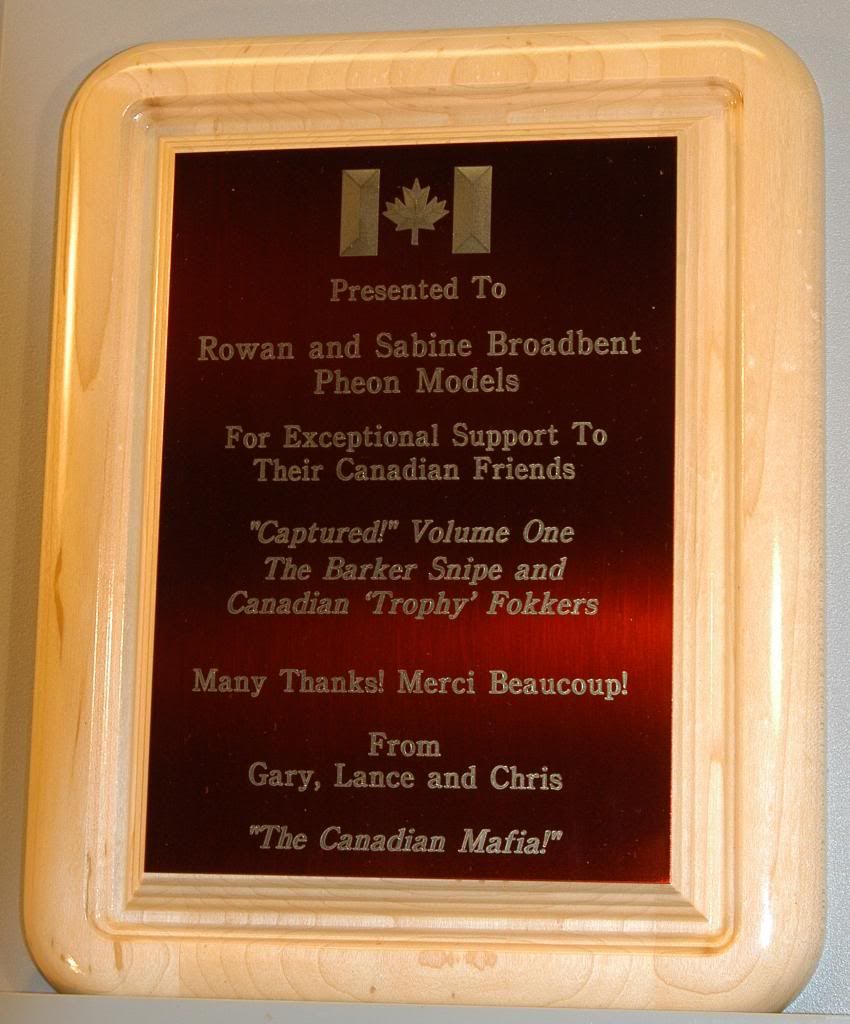 Presented To
Rowan and Sabine Broadbent
Pheon Models
For Exceptional Support To
Their Canadian Friends
"Captured!" Volume One
The Barker Snipe and
Canadian 'Trophy' Fokkers
Many Thanks! Merci Beaucoup!
From
Gary, Lance and Chris
"The Canadian Mafia!"